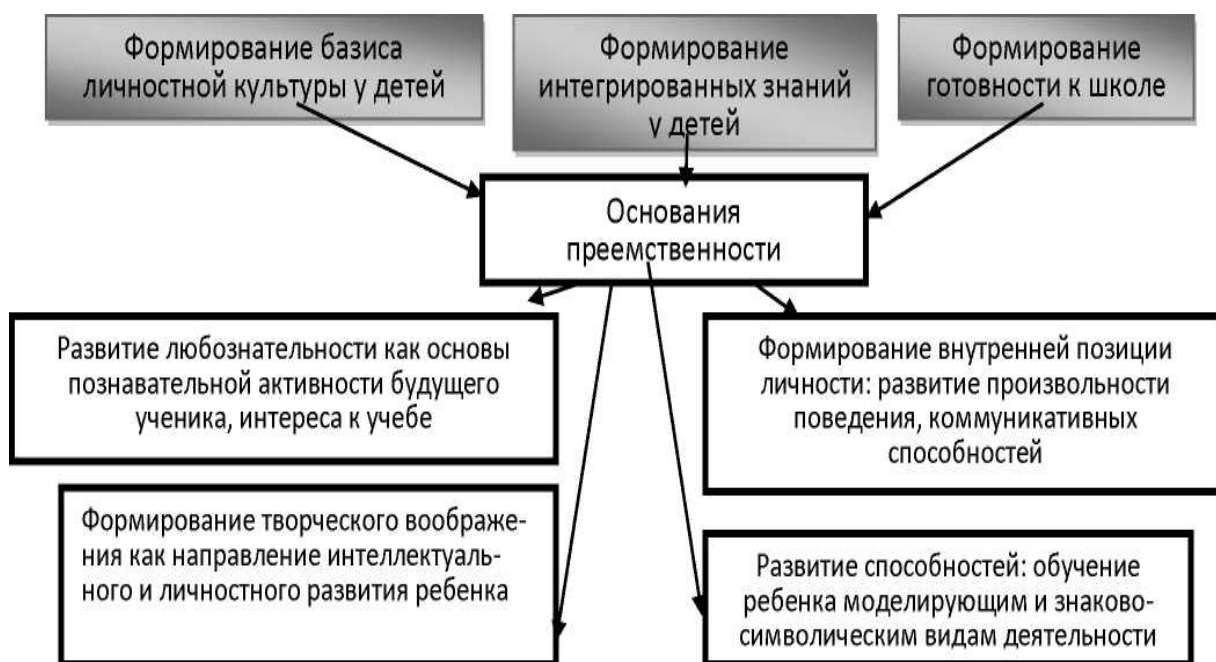 Формирование базиса
личностной культуры у детей
Формирование
интегрированных знаний
у детей
Формирование
готовности к школе
Основания
преемственности
Развитие любознательности как основы
познавательной активности будущего
ученика, интереса к учебе
Формирование внутренней позиции
личности: развитие произвольности
поведения, коммуникативных
способностей
Формирование творческого воображе-
ния как направление интеллектуаль-
ного и личностного развития ребенка
Развитие способностей: обучение
ребенка моделирующим и знаково-
символическим видам деятельности